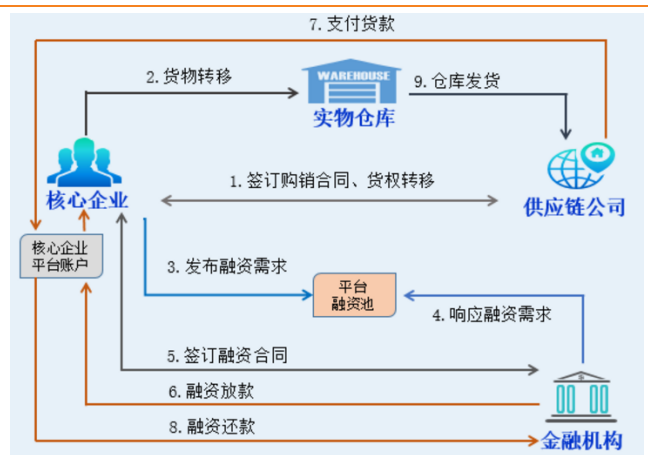 7.支付货款
2.货物转移
WAREHOUSE
9.仓库发货
实物仓库
核心企业
1.签订购销合同、货权转移
供应链公司
核心企业
平台账户
3.发布融资需求
平台
融资池
4.响应融资需求
5.签订融资合同
6.融资放款
8.融资还款
金融机构